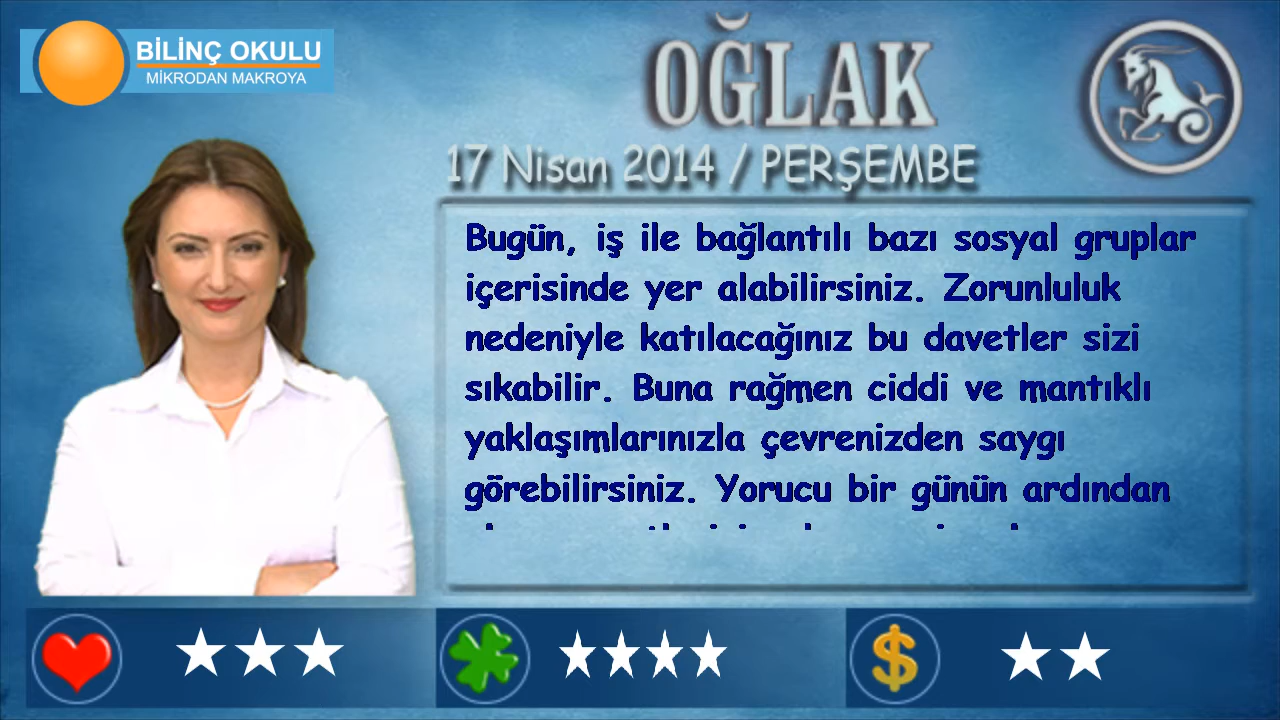 BİLİNÇ OKULU
MİKRODAN MAKROYA
OĞLAK
17 Nisan 2014 / PERŞEMBE
Bugün, iş ile bağlantılı bazı sosyal gruplar
içerisinde yer alabilirsiniz. Zorunluluk
nedeniyle katılacağınız bu davetler sizi
sıkabilir. Buna rağmen ciddi ve mantıklı
yaklaşımlarınızla çevrenizden saygı
görebilirsiniz. Yorucu bir günün ardından